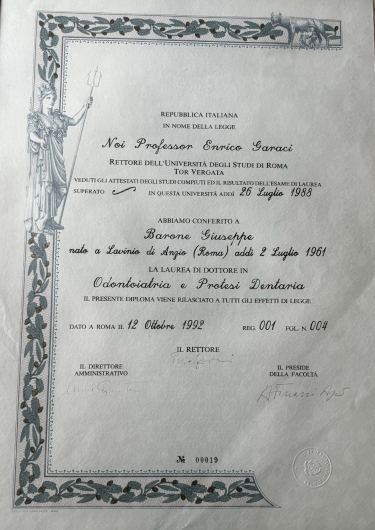 REPUBBLICA ITALIANA
IN NOME DELLA LEGGE
Noi Professor Enrico Garaci
RETTORE DELL'UNIVERSITÀ DEGLI STUDI DI ROMA
TOR VERGATA
VEDUTI GLI ATTESTATI DEGLI STUDI COMPIUTI ED IL RISULTATO DELL'ESAME DI LAUREA
SUPERATO IN QUESTA UNIVERSITÀ ADDÌ 26 Luglio 1988
ABBIAMO CONFERITO A
Barone Giuseppe
nato a Lavinio di Anzio (Roma) addì 2 Luglio 1961
LA LAUREA DI DOTTORE IN
Odontoiatria e Protesi Dentaria
IL PRESENTE DIPLOMA VIENE RILASCIATO A TUTTI GLI EFFETTI DI LEGGE
DATO A ROMA IL 12 Ottobre 1992 REG. 001 FGL. N. 004
IL RETTORE
IL DIRETTORE
AMMINISTRATIVO
IL PRESIDE
DELLA FACOLTÀ
№ 00019